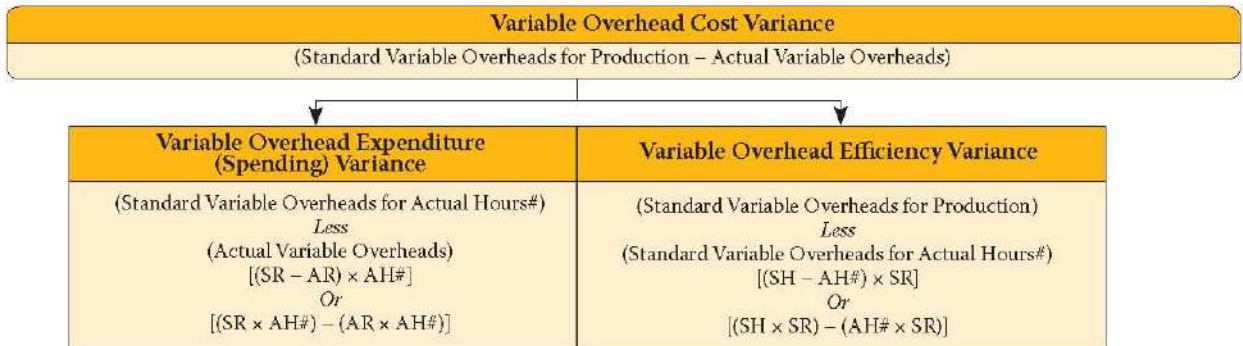 Variable Overhead Cost Variance
(Standard Variable Overheads for Production – Actual Variable Overheads)
Variable Overhead Expenditure
(Spending) Variance
(Standard Variable Overheads for Actual Hours#)
Less
(Actual Variable Overheads)
[(SR – AR) × AH#]
Or
[(SR × AH#) – (AR × AH#)]
Variable Overhead Efficiency Variance
(Standard Variable Overheads for Production)
Less
(Standard Variable Overheads for Actual Hours#)
[(SH – AH#) × SR]
Or
[(SH × SR) – (AH# × SR)]